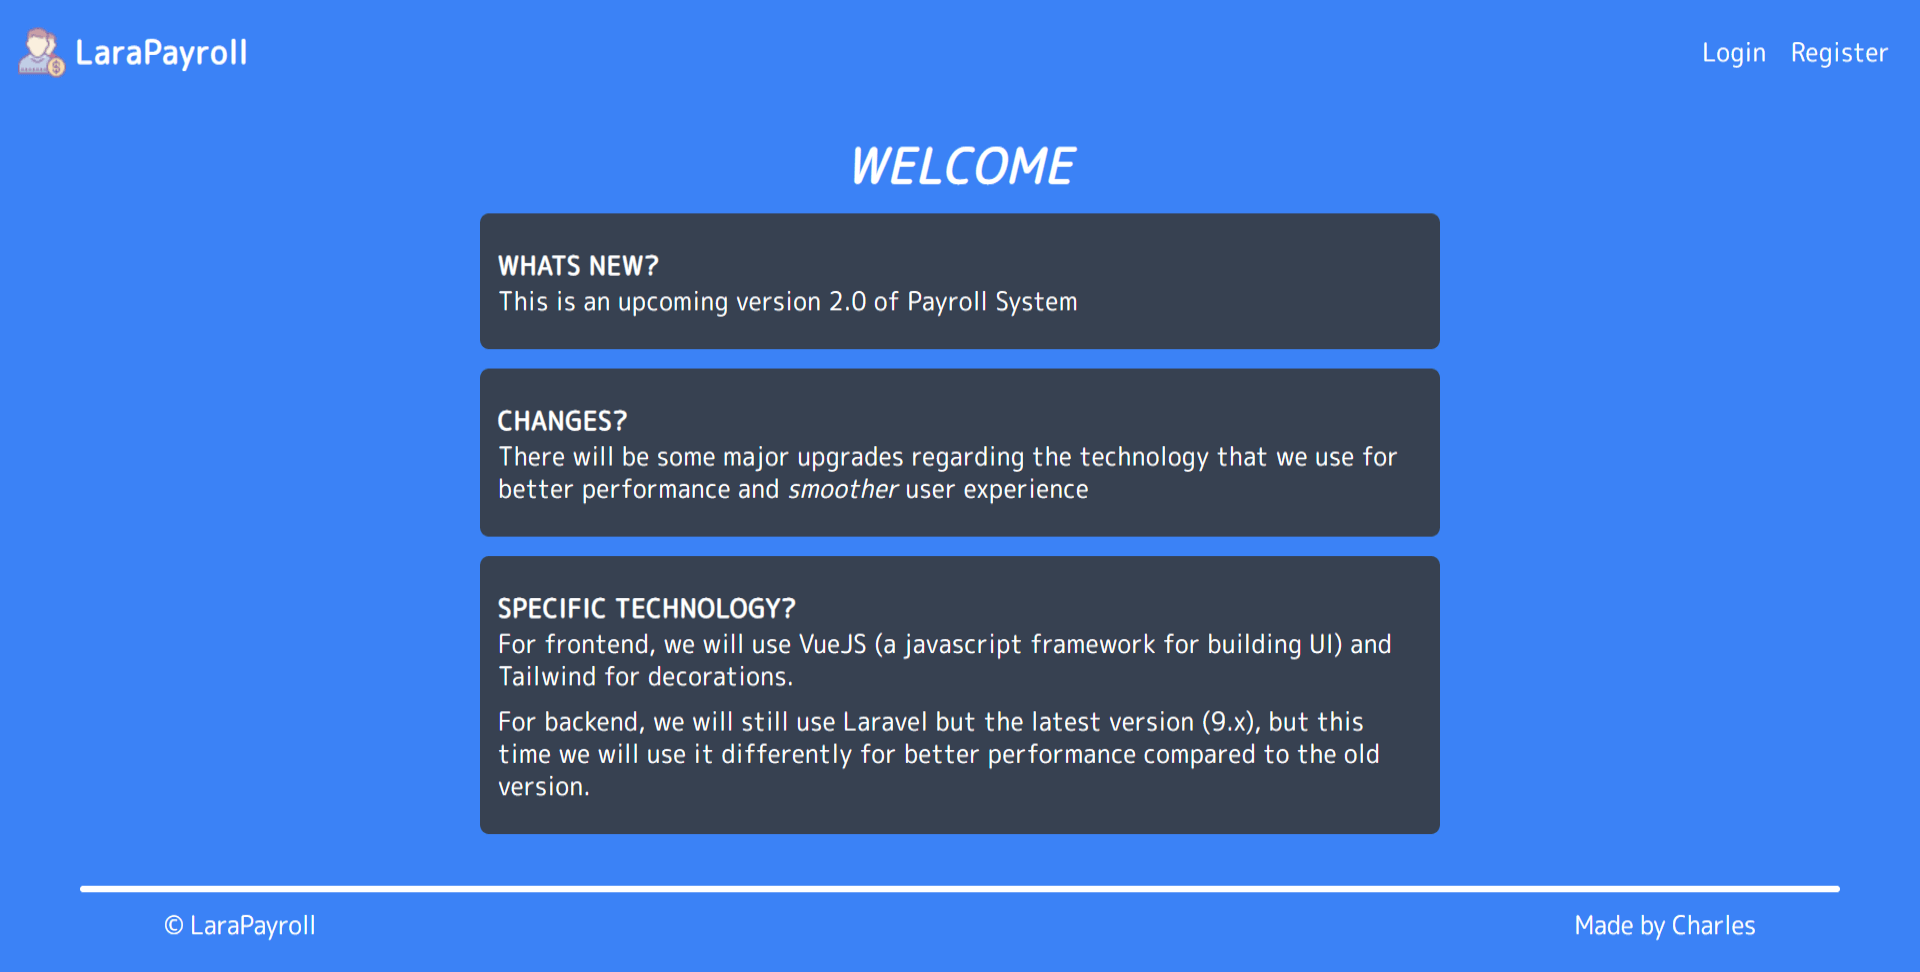 LaraPayroll
Login Register
WELCOME
WHATS NEW?
This is an upcoming version 2.0 of Payroll System
CHANGES?
There will be some major upgrades regarding the technology that we use for
better performance and smoother user experience
SPECIFIC TECHNOLOGY?
For frontend, we will use VueJS (a javascript framework for building UI) and
Tailwind for decorations.
For backend, we will still use Laravel but the latest version (9.x), but this
time we will use it differently for better performance compared to the old
version.
© LaraPayroll
Made by Charles